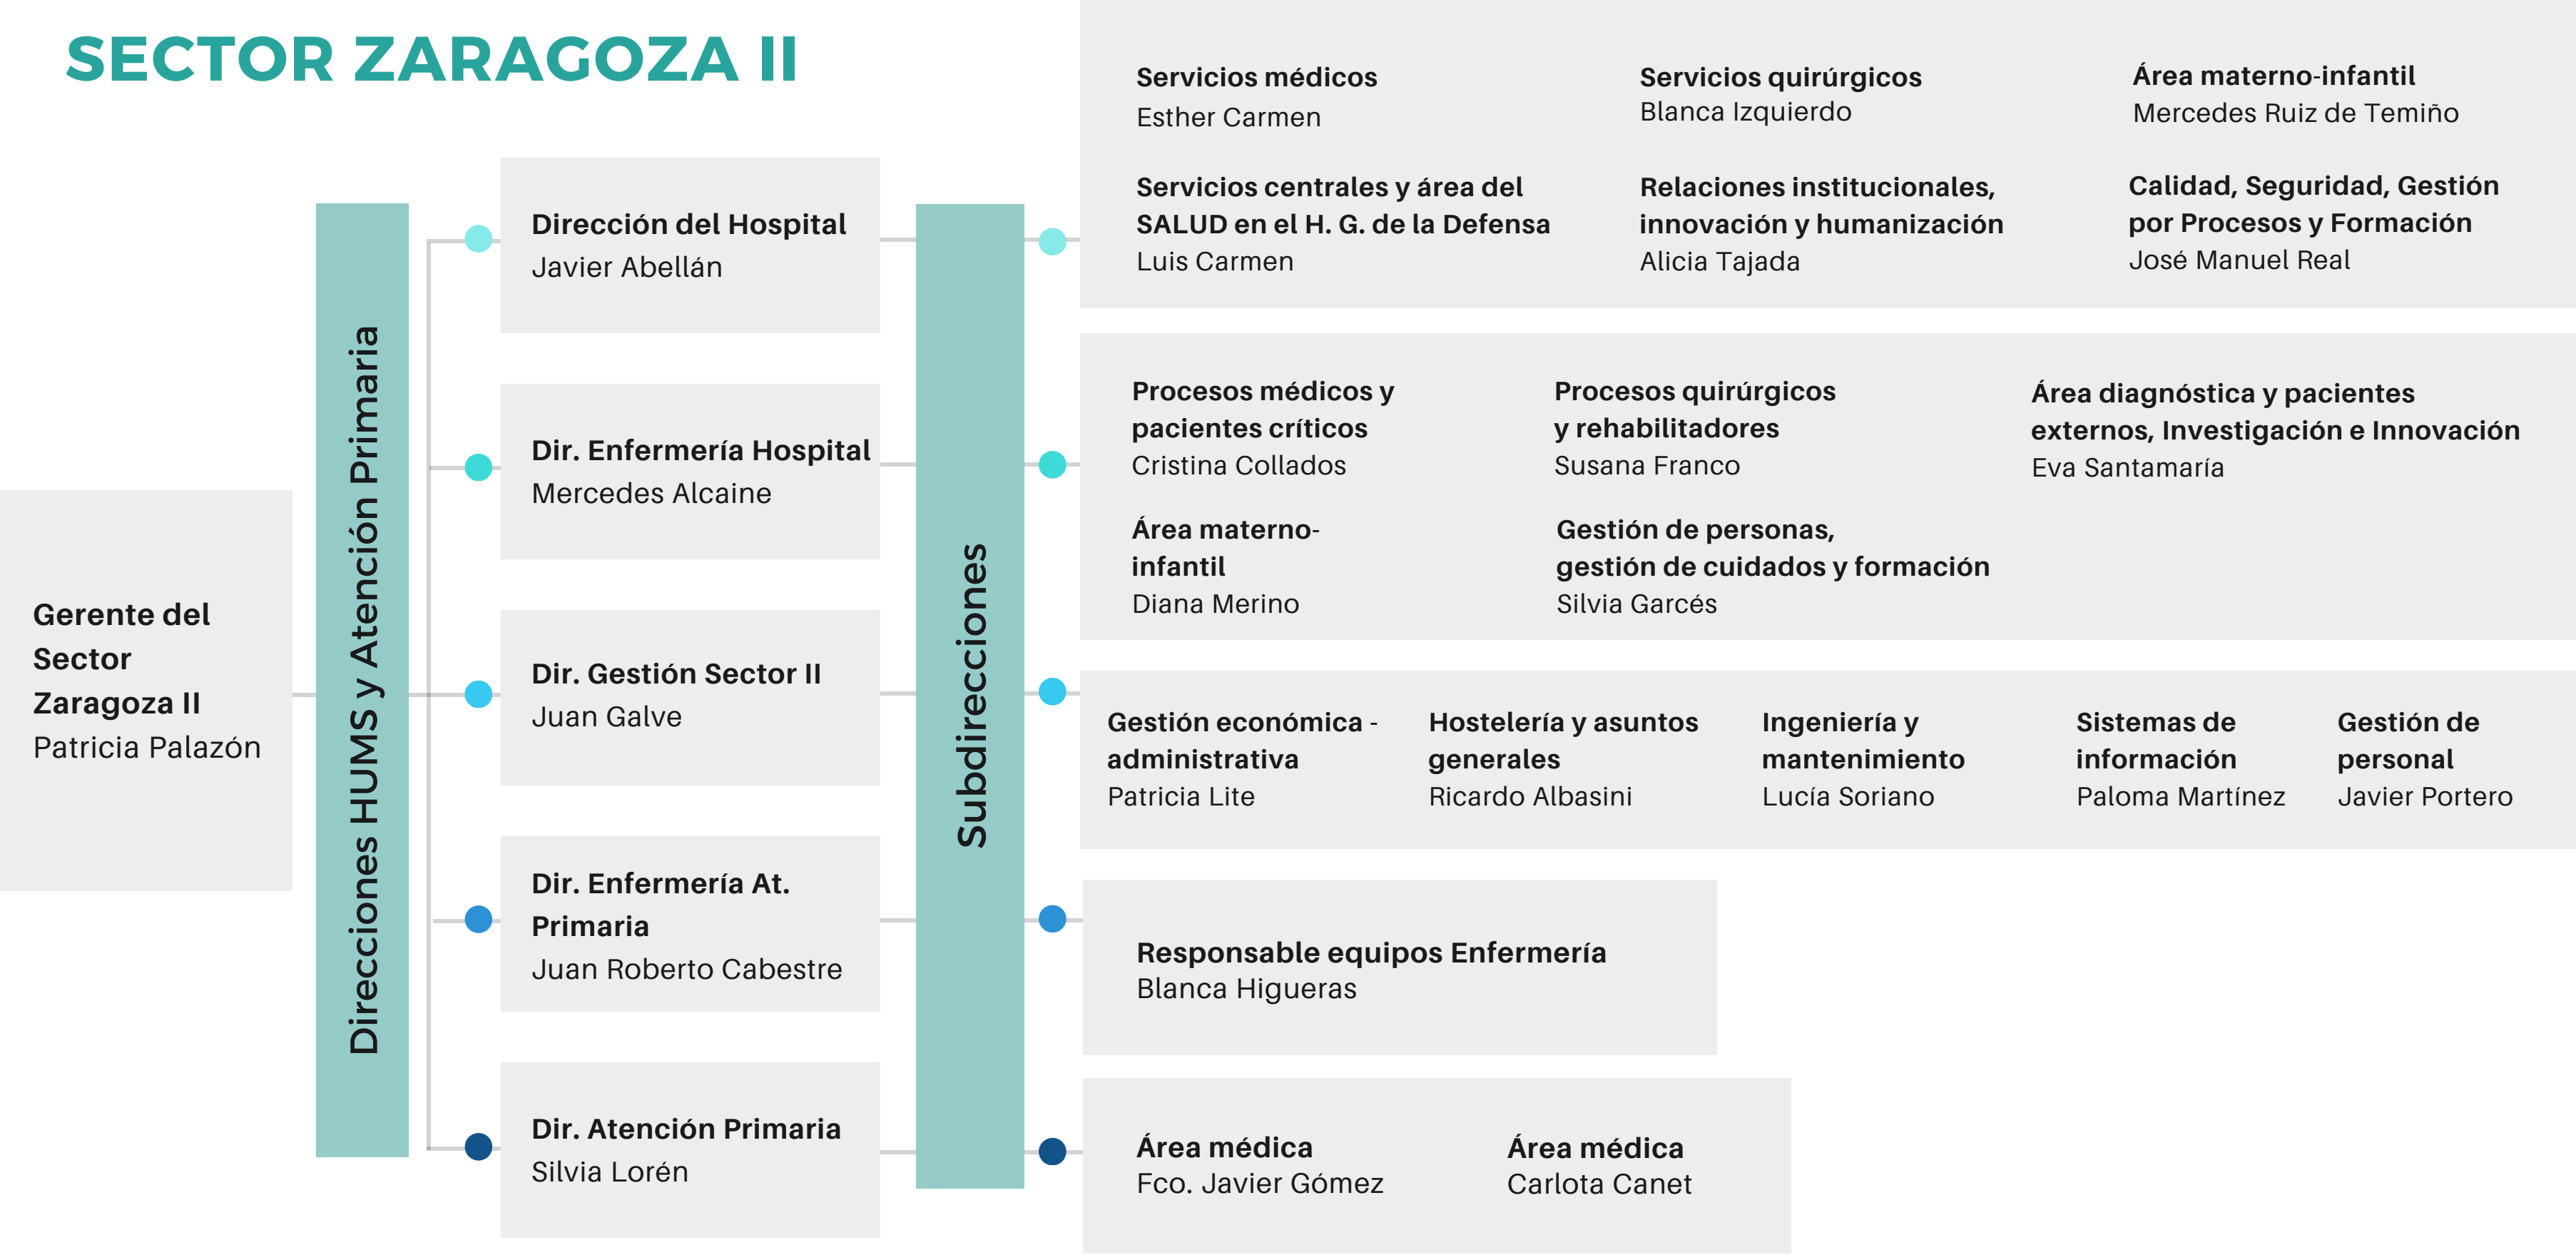 SECTOR ZARAGOZA II
Gerente del
Sector
Zaragoza II
Patricia Palazón
Direcciones HUMS y Atención Primaria
Dirección del Hospital
Javier Abellán
Dir. Enfermería Hospital
Mercedes Alcaine
Dir. Gestión Sector II
Juan Galve
Dir. Enfermería At.
Primaria
Juan Roberto Cabestre
Dir. Atención Primaria
Silvia Lorén
Subdirecciones
Servicios médicos
Esther Carmen
Servicios quirúrgicos
Blanca Izquierdo
Área materno-infantil
Mercedes Ruiz de Temiño
Servicios centrales y área del
SALUD en el H. G. de la Defensa
Luis Carmen
Relaciones institucionales,
innovación y humanización
Alicia Tajada
Calidad, Seguridad, Gestión
por Procesos y Formación
José Manuel Real
Procesos médicos y
pacientes críticos
Cristina Collados
Procesos quirúrgicos
y rehabilitadores
Susana Franco
Área diagnóstica y pacientes
externos, Investigación e Innovación
Eva Santamaría
Área materno-
infantil
Diana Merino
Gestión de personas,
gestión de cuidados y formación
Silvia Garcés
Gestión económica -
administrativa
Patricia Lite
Hostelería y asuntos
generales
Ricardo Albasini
Ingeniería y
mantenimiento
Lucía Soriano
Sistemas de
información
Paloma Martínez
Gestión de
personal
Javier Portero
Responsable equipos Enfermería
Blanca Higueras
Área médica
Fco. Javier Gómez
Área médica
Carlota Canet